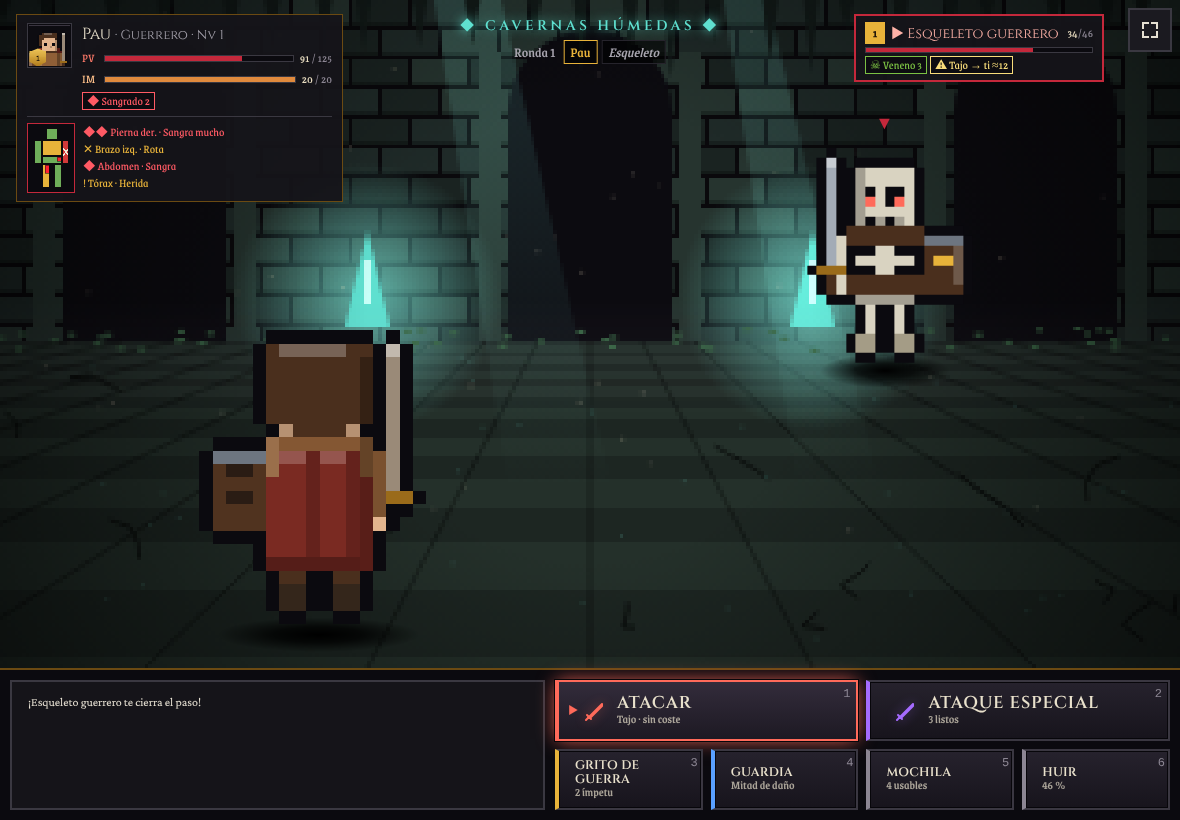 PAU · GUERRERO · NV 1
1
PV 91 / 125
IM 20 / 20
Sangrado 2
Pierna der. · Sangra mucho
Brazo izq. · Rota
Abdomen · Sangra
! Tórax · Herida
CAVERNAS HÚMEDAS
Ronda 1 Pau Esqueleto
1 ESQUELETO GUERRERO 34/46
Veneno 3 Tajo → ti ≈12
¡Esqueleto guerrero te cierra el paso!
ATACAR 1
Tajo · sin coste
ATAQUE ESPECIAL 2
3 listos
GRITO DE GUERRA 3
2 ímpetu
GUARDIA 4
Mitad de daño
MOCHILA 5
4 usables
HUIR 6
46 %